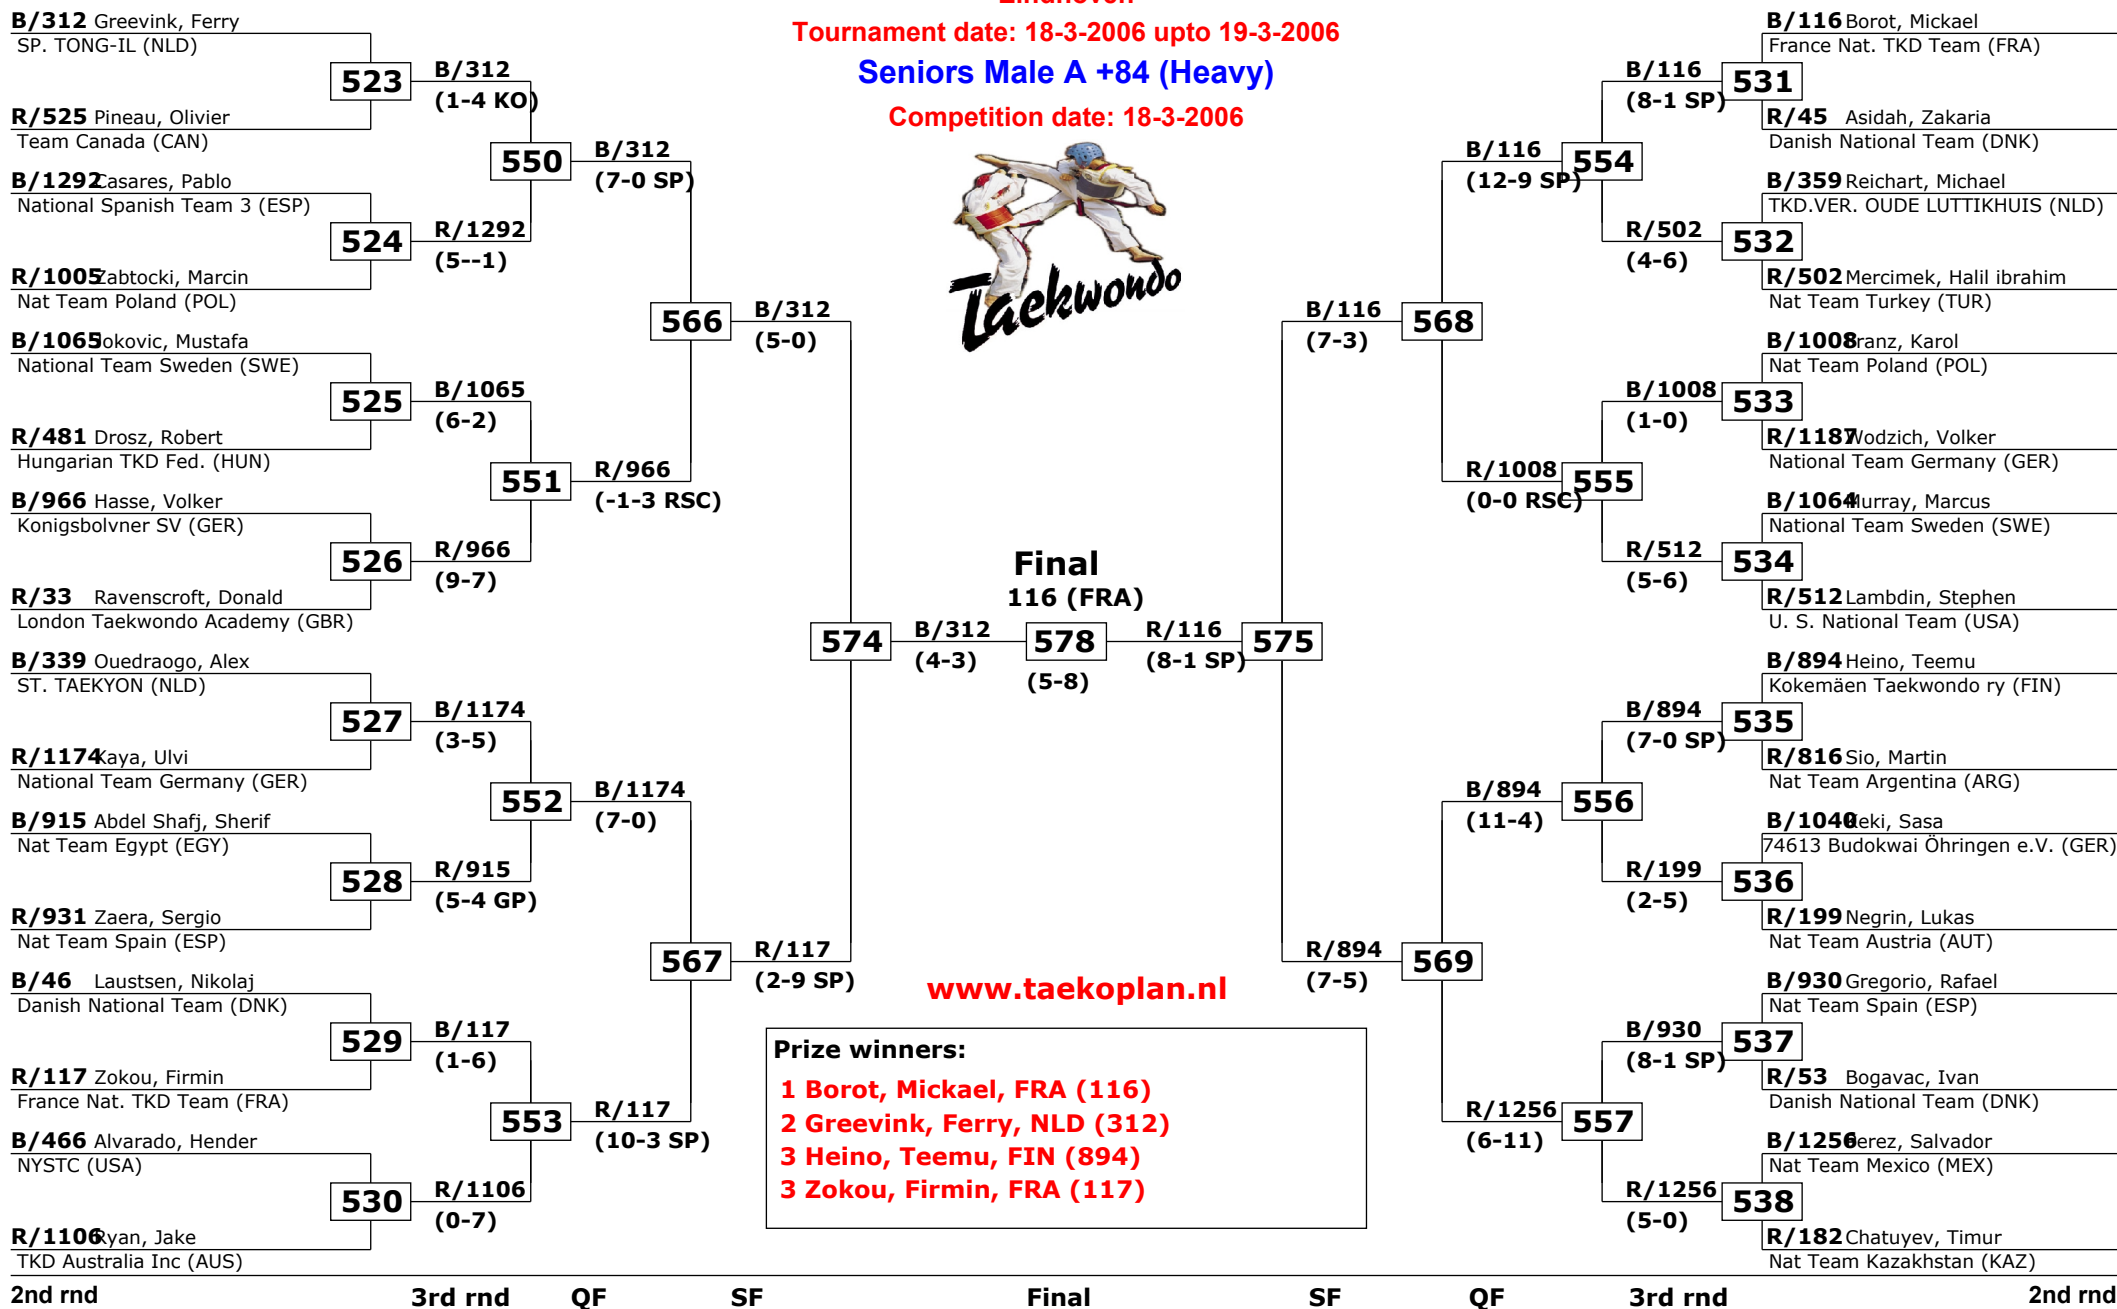 Eindhoven
Tournament date: 18-3-2006 upto 19-3-2006
Seniors Male A +84 (Heavy)
Competition date: 18-3-2006
Taekwondo
B/312 Greevink, Ferry
SP. TONG-IL (NLD)
523
R/525 Pineau, Olivier
Team Canada (CAN)
B/1292 Casares, Pablo
National Spanish Team 3 (ESP)
524
R/1005 Zabtocki, Marcin
Nat Team Poland (POL)
B/1065 Jokovic, Mustafa
National Team Sweden (SWE)
525
R/481 Drosz, Robert
Hungarian TKD Fed. (HUN)
B/966 Hasse, Volker
Konigsbolvner SV (GER)
526
R/33 Ravenscroft, Donald
London Taekwondo Academy (GBR)
B/339 Ouedraogo, Alex
ST. TAEKYON (NLD)
527
R/1174 Kaya, Ulvi
National Team Germany (GER)
B/915 Abdel Shafj, Sherif
Nat Team Egypt (EGY)
528
R/931 Zaera, Sergio
Nat Team Spain (ESP)
B/46 Laustsen, Nikolaj
Danish National Team (DNK)
529
R/117 Zokou, Firmin
France Nat. TKD Team (FRA)
B/466 Alvarado, Hender
NYSTC (USA)
530
R/1106 Ryan, Jake
TKD Australia Inc (AUS)
B/312
(1-4 KO)
550
R/1292
(5--1)
B/1065
(6-2)
551
R/966
(9-7)
B/1174
(3-5)
552
R/915
(5-4 GP)
B/117
(1-6)
553
R/1106
(0-7)
B/312
(7-0 SP)
566
R/966
(-1-3 RSC)
B/1174
(7-0)
567
R/117
(10-3 SP)
B/312
(5-0)
574
R/117
(2-9 SP)
B/312
(4-3)
Final
116 (FRA)
578
(5-8)
R/116
(8-1 SP)
575
B/116
(7-3)
568
R/894
(7-5)
569
B/116
(12-9 SP)
554
R/1008
(0-0 RSC)
555
B/894
(11-4)
556
R/1256
(6-11)
557
B/116
(8-1 SP)
531
R/502
(4-6)
532
B/1008
(1-0)
533
R/512
(5-6)
534
B/894
(7-0 SP)
535
R/199
(2-5)
536
B/930
(8-1 SP)
537
R/1256
(5-0)
538
B/116 Borot, Mickael
France Nat. TKD Team (FRA)
R/45 Asidah, Zakaria
Danish National Team (DNK)
B/359 Reichart, Michael
TKD.VER. OUDE LUTTIKHUIS (NLD)
R/502 Mercimek, Halil ibrahim
Nat Team Turkey (TUR)
B/1008 ranz, Karol
Nat Team Poland (POL)
R/1187 Wodzich, Volker
National Team Germany (GER)
B/1064 Murray, Marcus
National Team Sweden (SWE)
R/512 Lambdin, Stephen
U. S. National Team (USA)
B/894 Heino, Teemu
Kokemäen Taekwondo ry (FIN)
R/816 Sio, Martin
Nat Team Argentina (ARG)
B/1040 Keki, Sasa
74613 Budokwai Öhringen e.V. (GER)
R/199 Negrin, Lukas
Nat Team Austria (AUT)
B/930 Gregorio, Rafael
Nat Team Spain (ESP)
R/53 Bogavac, Ivan
Danish National Team (DNK)
B/1256 erez, Salvador
Nat Team Mexico (MEX)
R/182 Chatuyev, Timur
Nat Team Kazakhstan (KAZ)
www.taekoplan.nl
Prize winners:
1 Borot, Mickael, FRA (116)
2 Greevink, Ferry, NLD (312)
3 Heino, Teemu, FIN (894)
3 Zokou, Firmin, FRA (117)
2nd rnd 3rd rnd QF SF Final SF QF 3rd rnd 2nd rnd